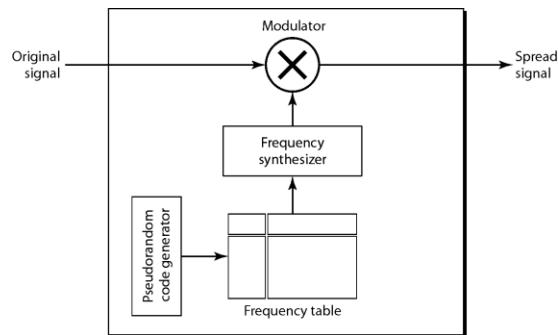 Modulator
Original
signal
Spread
signal
Frequency
synthesizer
Pseudorandom
code generator
Frequency table